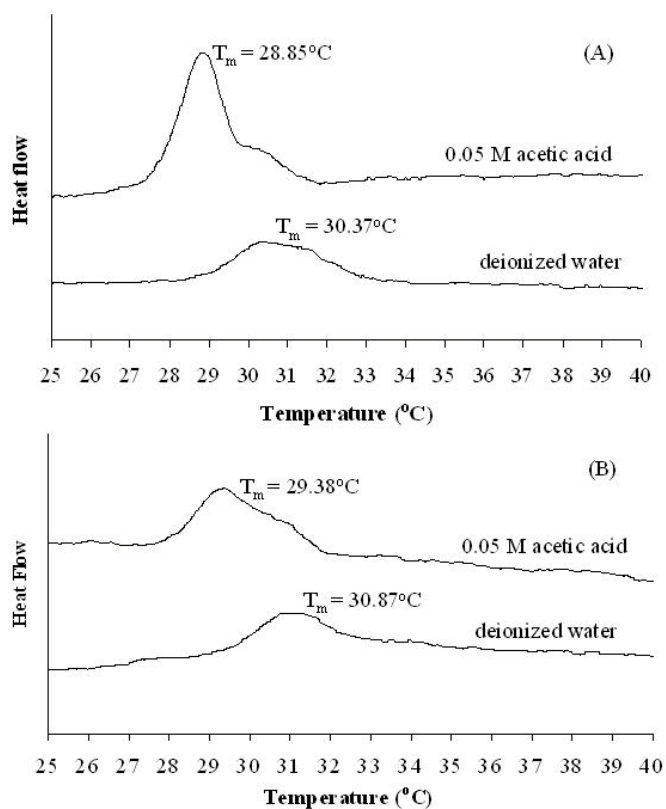 (A)
Tm = 28.85°C
0.05 M acetic acid
Tm = 30.37°C
deionized water
Heat flow
25 26 27 28 29 30 31 32 33 34 35 36 37 38 39 40
Temperature (°C)
(B)
Tm = 29.38°C
0.05 M acetic acid
Tm = 30.87°C
deionized water
Heat Flow
25 26 27 28 29 30 31 32 33 34 35 36 37 38 39 40
Temperature (°C)